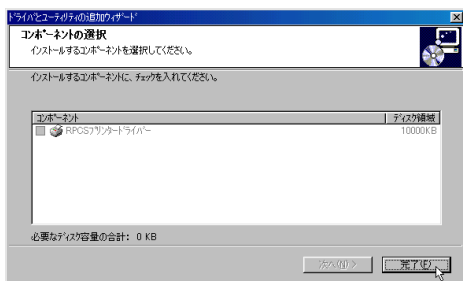 ドライバとユーティリティの追加ウィザード
コンポーネントの選択
インストールするコンポーネントを選択してください。
インストールするコンポーネントに、チェックを入れてください。
コンポーネント ディスク領域
RPCSプリンタードライバー 10000KB
必要なディスク容量の合計: 0 KB
次へ(N) > 完了(F)